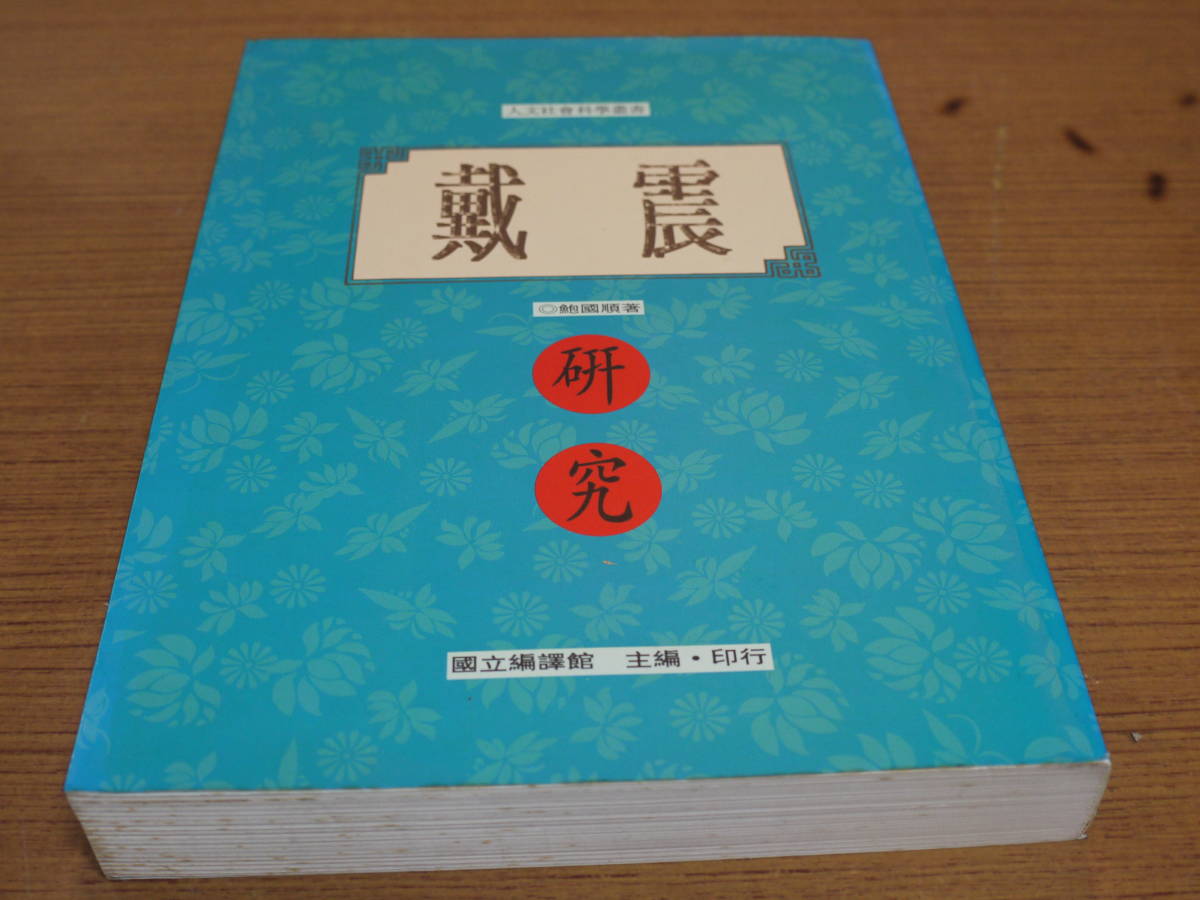 人文社會科學叢書
戴震
◎鮑國順著
研
究
國立編譯館 主編・印行